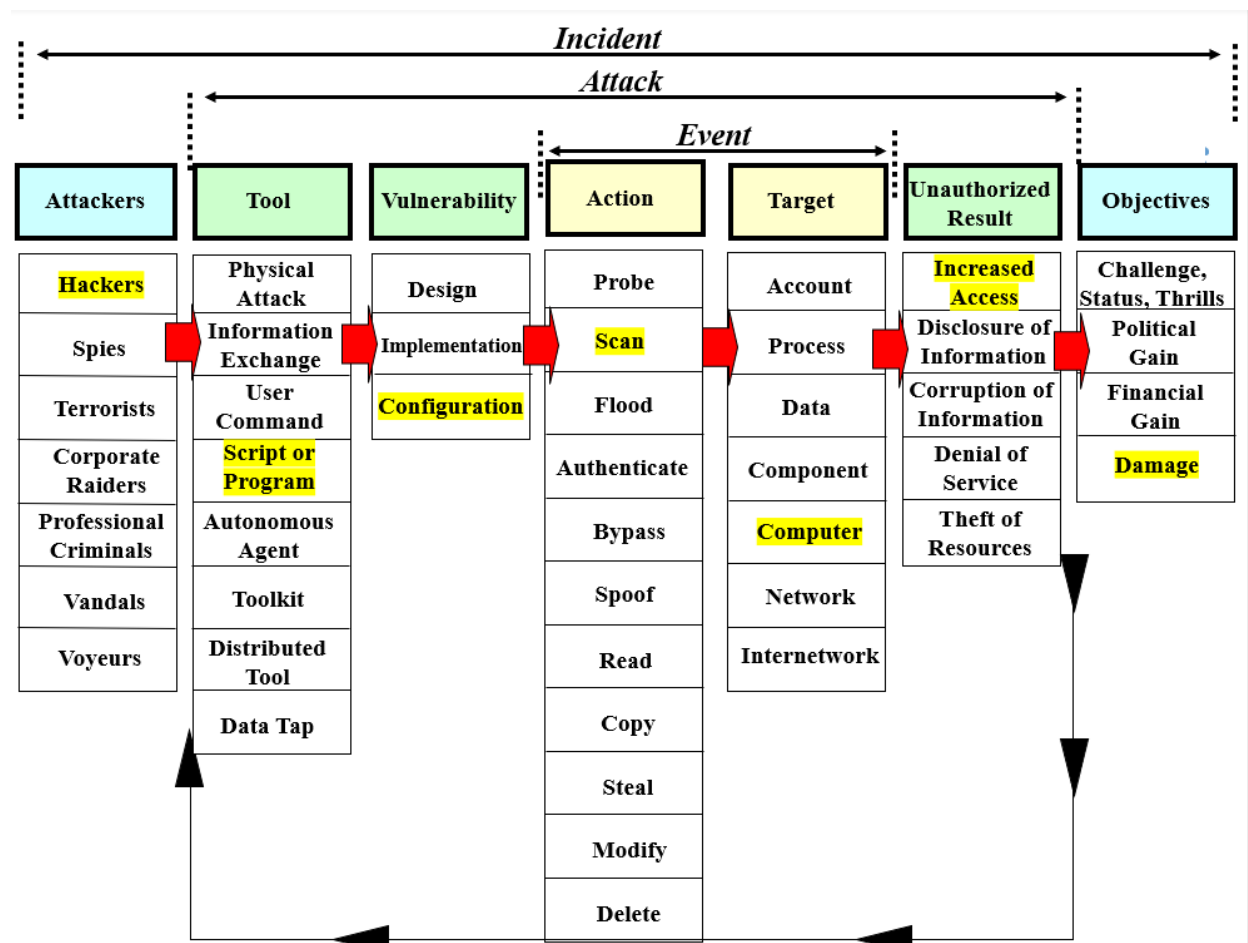 Incident
Attack
Event
Attackers
Tool
Vulnerability
Action
Target
Unauthorized
Result
Objectives
Hackers
Spies
Terrorists
Corporate
Raiders
Professional
Criminals
Vandals
Voyeurs
Physical
Attack
Information
Exchange
User
Command
Script or
Program
Autonomous
Agent
Toolkit
Distributed
Tool
Data Tap
Design
Implementation
Configuration
Probe
Scan
Flood
Authenticate
Bypass
Spoof
Read
Copy
Steal
Modify
Delete
Account
Process
Data
Component
Computer
Network
Internetwork
Increased
Access
Disclosure of
Information
Corruption of
Information
Denial of
Service
Theft of
Resources
Challenge,
Status, Thrills
Political
Gain
Financial
Gain
Damage